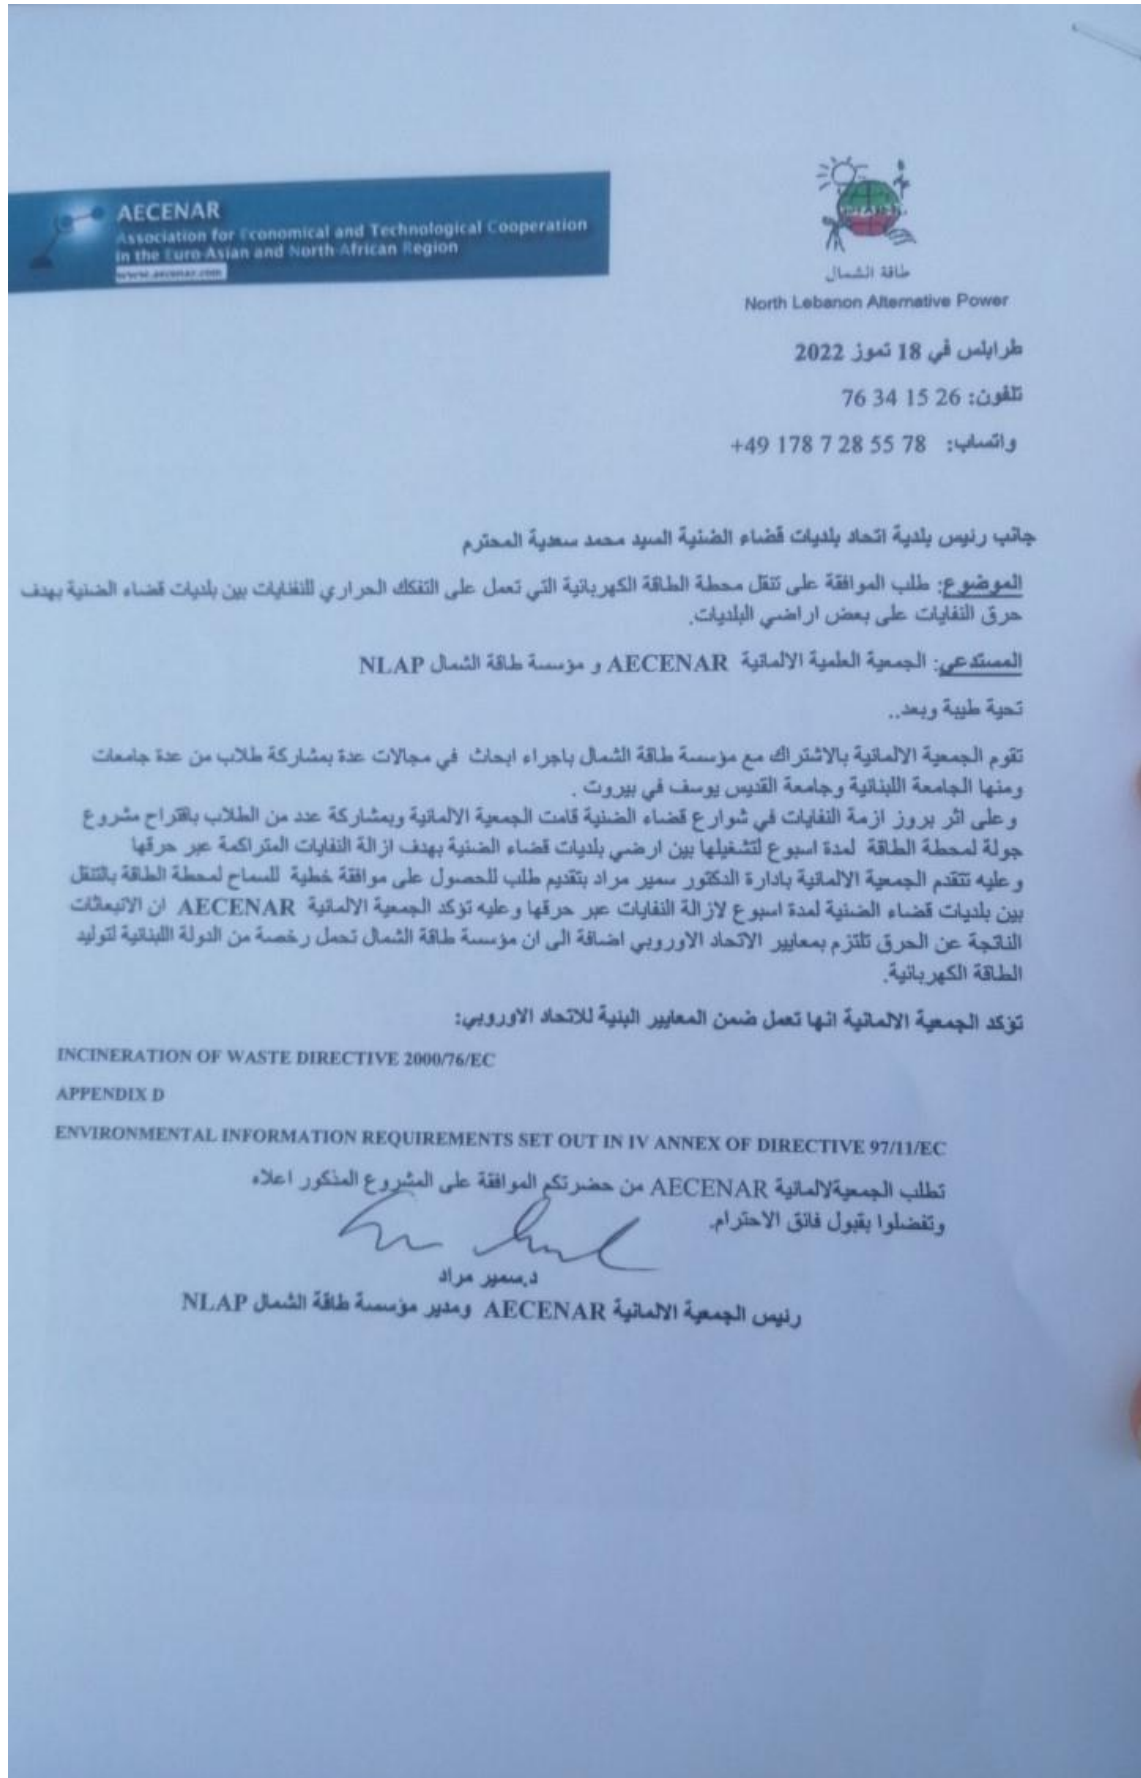 AECENAR
Association for Economical and Technological Cooperation
in the Euro-Asian and North-African Region
www.aecenar.com
طاقة الشمال
North Lebanon Alternative Power
طرابلس في 18 تموز 2022
تلفون: 26 15 34 76
واتساب: 78 55 28 7 178 49+
جانب رئيس بلدية اتحاد بلديات قضاء الضنية السيد محمد سعدية المحترم
الموضوع: طلب الموافقة على تنقل محطة الطاقة الكهربائية التي تعمل على التفكك الحراري للنفايات بين بلديات قضاء الضنية بهدف
حرق النفايات على بعض اراضي البلديات.
المستدعي: الجمعية العلمية الالمانية AECENAR و مؤسسة طاقة الشمال NLAP
تحية طيبة وبعد..
تقوم الجمعية الالمانية بالاشتراك مع مؤسسة طاقة الشمال باجراء ابحاث في مجالات عدة بمشاركة طلاب من عدة جامعات
ومنها الجامعة اللبنانية وجامعة القديس يوسف في بيروت .
وعلى اثر بروز ازمة النفايات في شوارع قضاء الضنية قامت الجمعية الالمانية وبمشاركة عدد من الطلاب باقتراح مشروع
جولة لمحطة الطاقة لمدة اسبوع لتشغيلها بين ارضي بلديات قضاء الضنية بهدف ازالة النفايات المتراكمة عبر حرقها
وعليه تتقدم الجمعية الالمانية بادارة الدكتور سمير مراد بتقديم طلب للحصول على موافقة خطية للسماح لمحطة الطاقة بالتنقل
بين بلديات قضاء الضنية لمدة اسبوع لازالة النفايات عبر حرقها وعليه تؤكد الجمعية الالمانية AECENAR ان الانبعاثات
الناتجة عن الحرق تلتزم بمعايير الاتحاد الاوروبي اضافة الى ان مؤسسة طاقة الشمال تحمل رخصة من الدولة اللبنانية لتوليد
الطاقة الكهربائية.
تؤكد الجمعية الالمانية انها تعمل ضمن المعايير البنية للاتحاد الاوروبي:
INCINERATION OF WASTE DIRECTIVE 2000/76/EC
APPENDIX D
ENVIRONMENTAL INFORMATION REQUIREMENTS SET OUT IN IV ANNEX OF DIRECTIVE 97/11/EC
تطلب الجمعيةلالمانية AECENAR من حضرتكم الموافقة على المشروع المذكور اعلاه
وتفضلوا بقبول فائق الاحترام.
د.سمير مراد
رئيس الجمعية الالمانية AECENAR ومدير مؤسسة طاقة الشمال NLAP